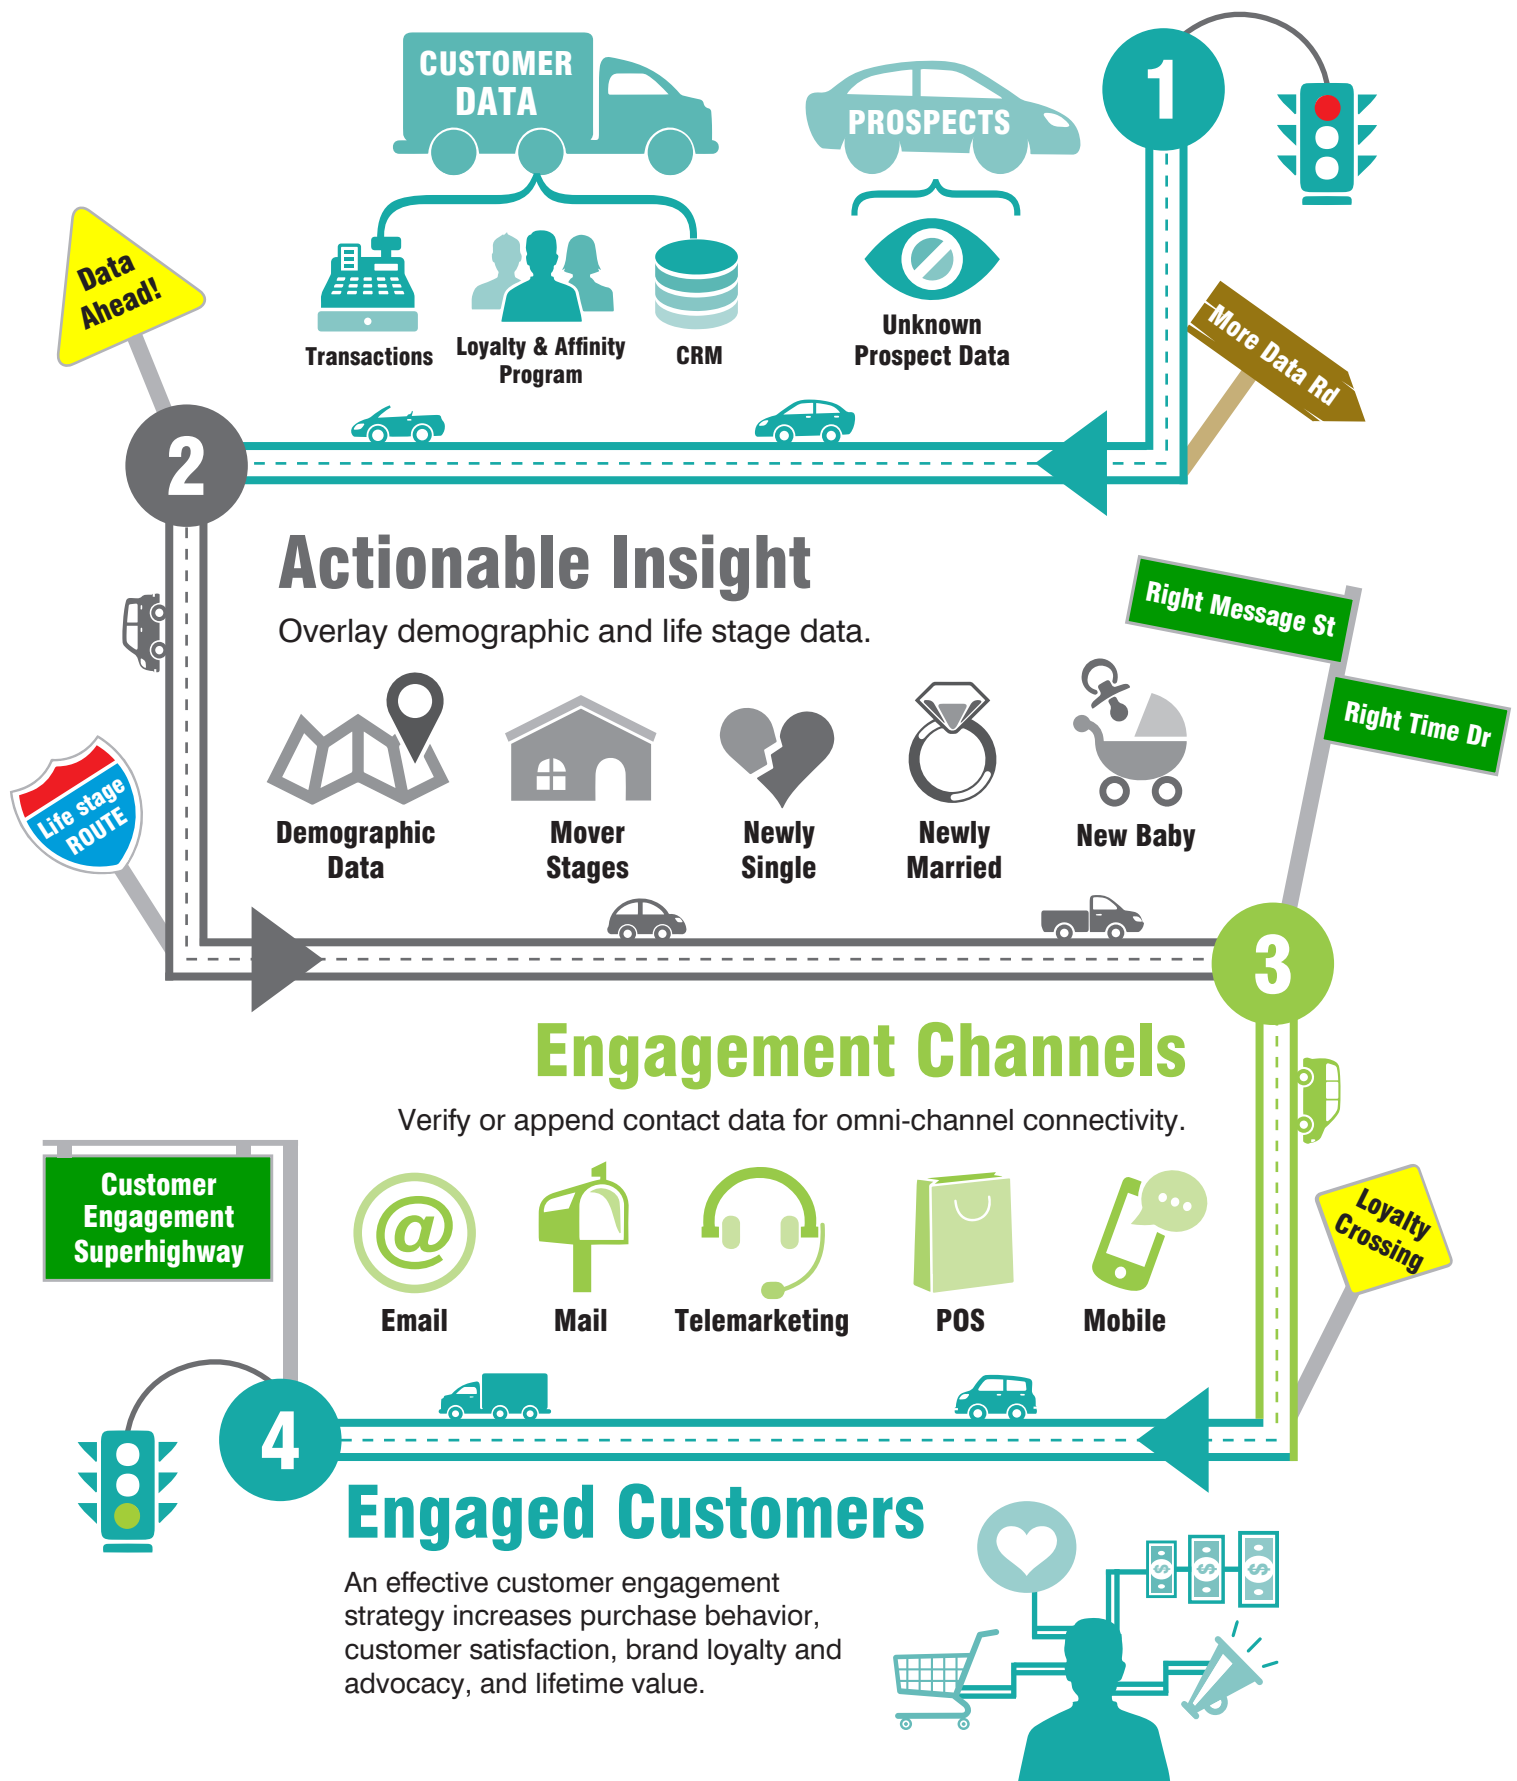 CUSTOMER
DATA
PROSPECTS
1
Transactions
Loyalty & Affinity
Program
CRM
Unknown
Prospect Data
Data
Ahead!
More Data Rd
2
Actionable Insight
Overlay demographic and life stage data.
Right Message St
Right Time Dr
Life stage
ROUTE
Demographic
Data
Mover
Stages
Newly
Single
Newly
Married
New Baby
3
Engagement Channels
Verify or append contact data for omni-channel connectivity.
Customer
Engagement
Superhighway
@
Email
Mail
Telemarketing
POS
Mobile
Loyalty
Crossing
4
Engaged Customers
An effective customer engagement
strategy increases purchase behavior,
customer satisfaction, brand loyalty and
advocacy, and lifetime value.
$ $ $